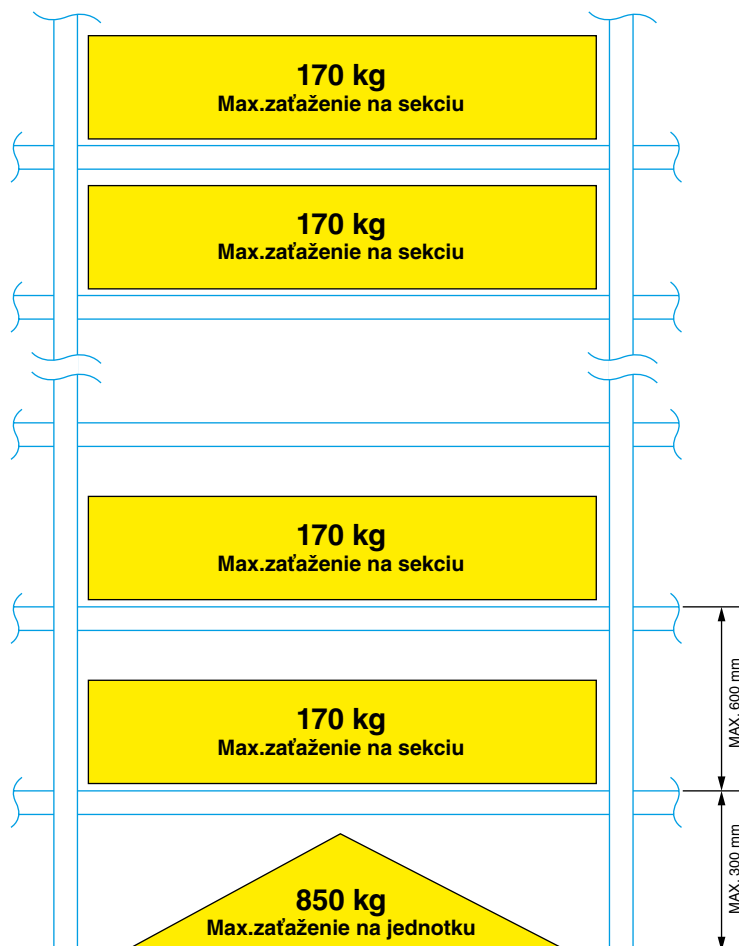 170 kg
Max.zaťaženie na sekciu
170 kg
Max.zaťaženie na sekciu
170 kg
Max.zaťaženie na sekciu
MAX. 600 mm
170 kg
Max.zaťaženie na sekciu
MAX. 300 mm
850 kg
Max.zaťaženie na jednotku